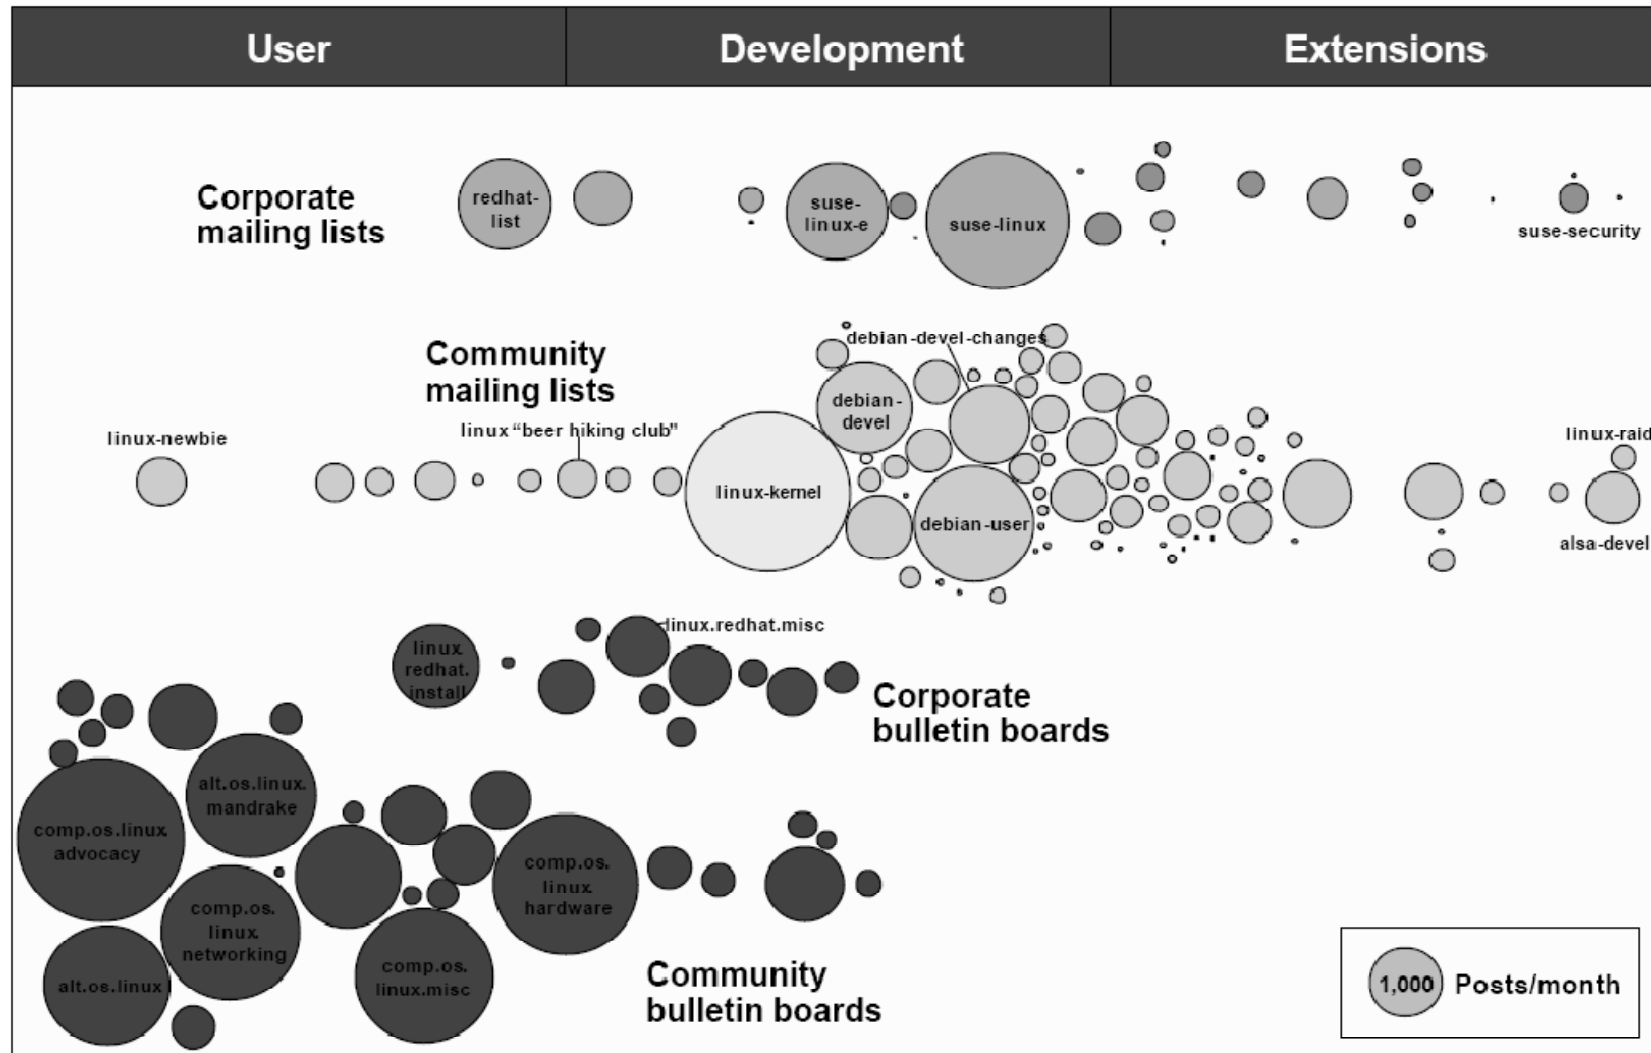 User
Development
Extensions
Corporate
mailing lists
redhat-
list
suse-
linux-e
suse-linux
suse-security
Community
mailing lists
debian-devel-changes
debian-
devel
linux-newbie
linux “beer hiking club”
linux-kernel
debian-user
linux-raid
alsa-devel
linux.
redhat.
install
linux.redhat.misc
Corporate
bulletin boards
alt.os.linux.
mandrake
comp.os.linux.
advocacy
comp.os.
linux.
networking
comp.os.
linux.
hardware
alt.os.linux
comp.os.
linux.misc
Community
bulletin boards
1,000
Posts/month